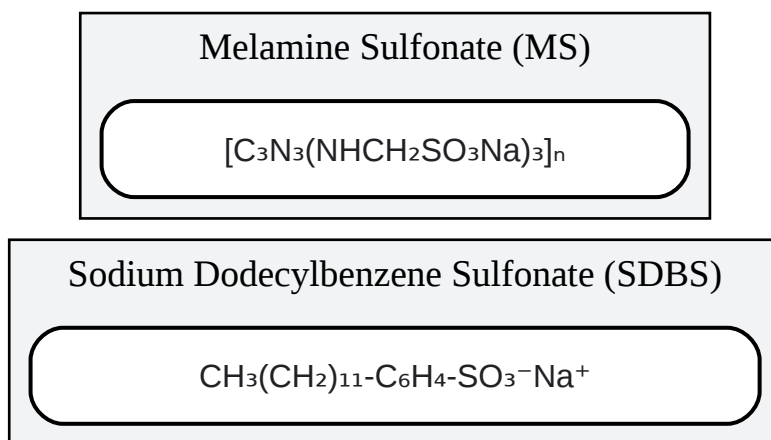 Melamine Sulfonate (MS)
[C₃N₃(NHCH₂SO₃Na)₃]ₙ
Sodium Dodecylbenzene Sulfonate (SDBS)
CH₃(CH₂)₁₁-C₆H₄-SO₃⁻Na⁺